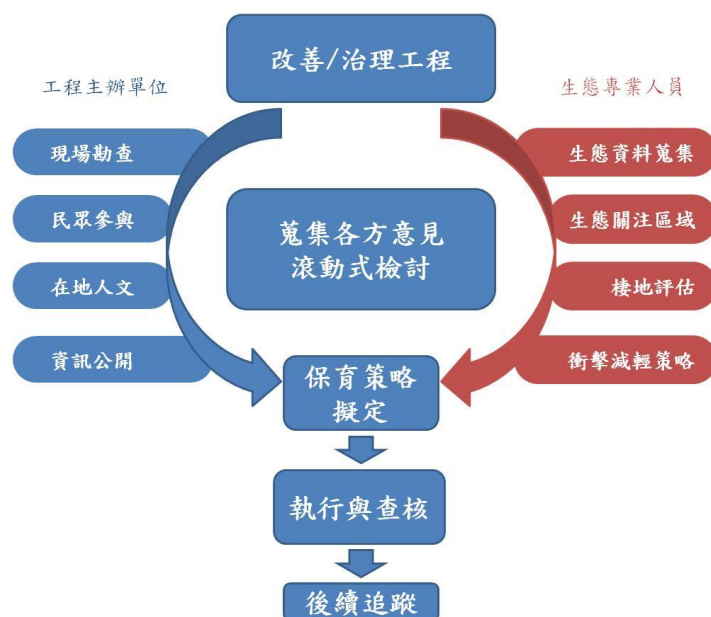 改善/治理工程
工程主辦單位
現場勘查
民眾參與
在地人文
資訊公開
生態專業人員
生態資料蒐集
生態關注區域
棲地評估
衝擊減輕策略
蒐集各方意見
滾動式檢討
保育策略
擬定
執行與查核
後續追蹤